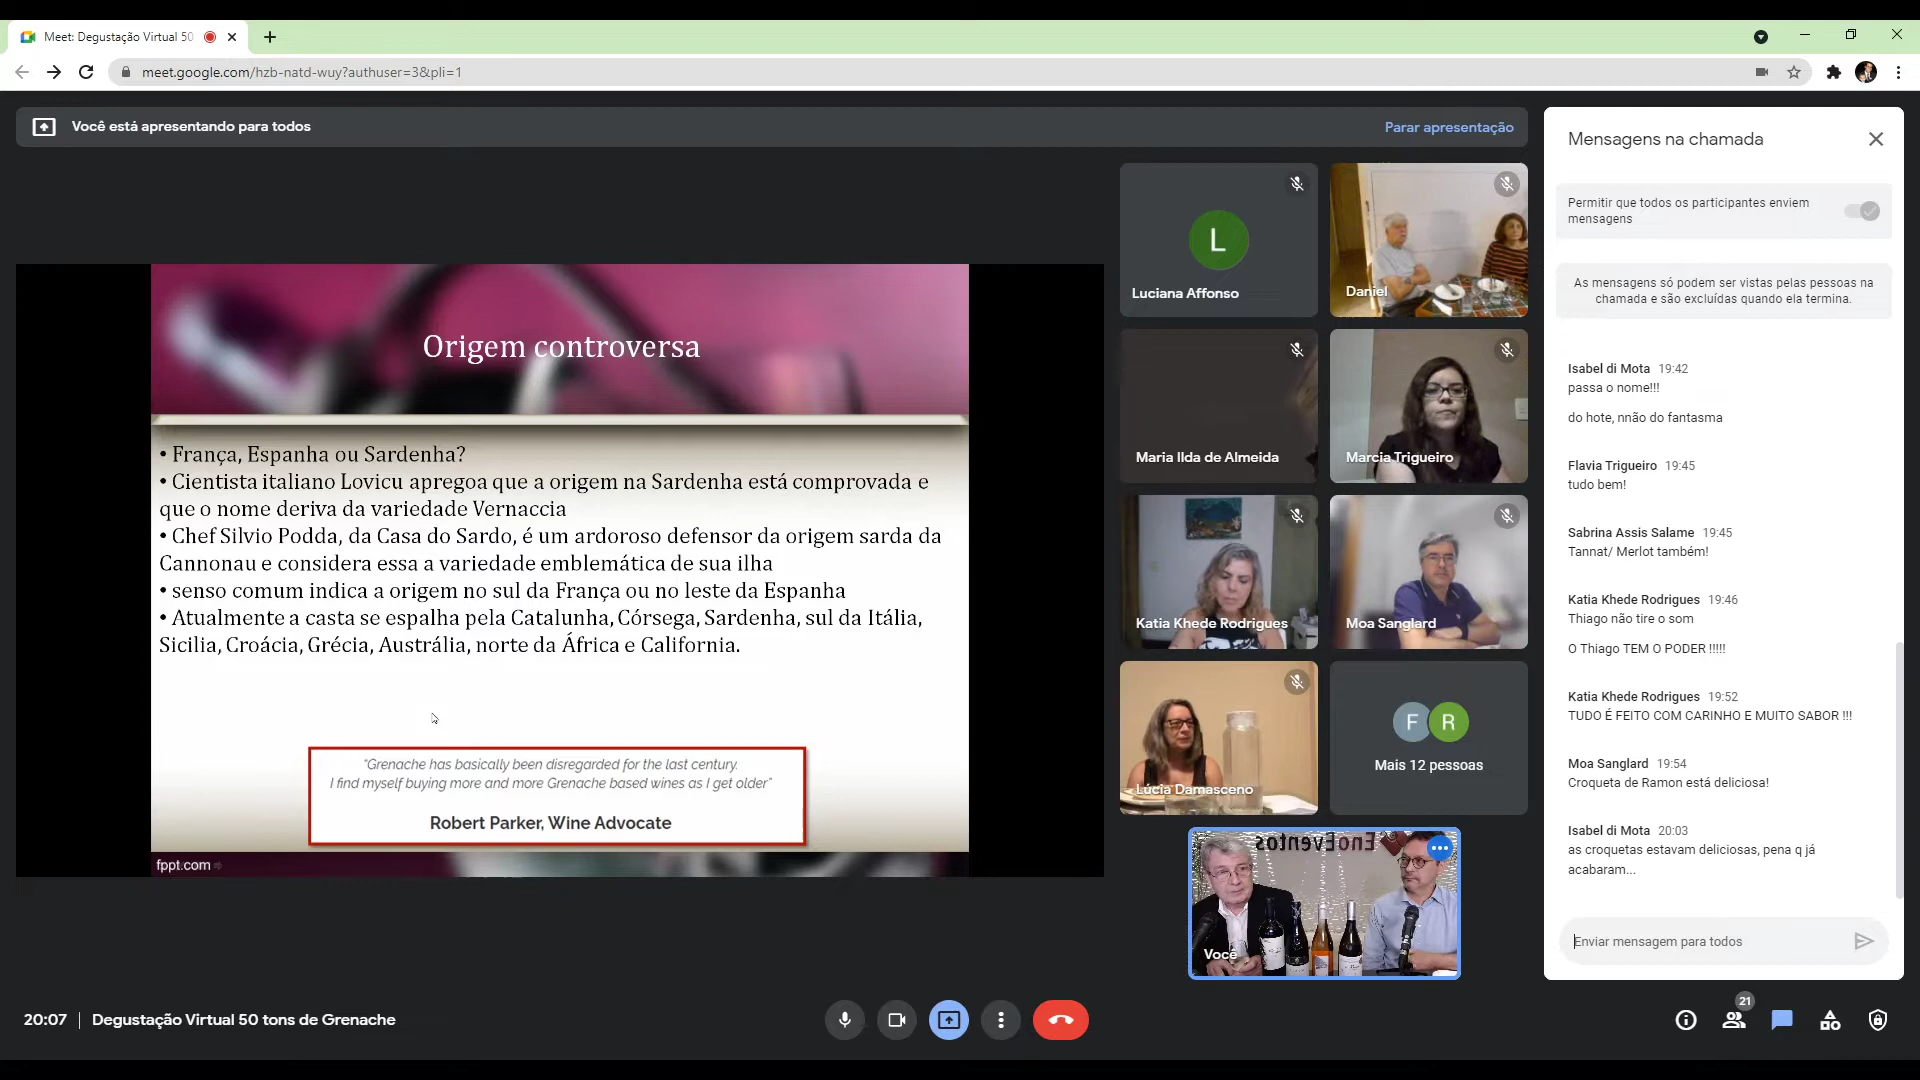 Meet: Degustação Virtual 50
meet.google.com/hzb-natd-wuy?authuser=3&pli=1
Você está apresentando para todos
Parar apresentação
Origem controversa
• França, Espanha ou Sardenha?
• Cientista italiano Lovicu apregoa que a origem na Sardenha está comprovada e
que o nome deriva da variedade Vernaccia
• Chef Silvio Podda, da Casa do Sardo, é um ardoroso defensor da origem sarda da
Cannonau e considera essa a variedade emblemática de sua ilha
• senso comum indica a origem no sul da França ou no leste da Espanha
• Atualmente a casta se espalha pela Catalunha, Córsega, Sardenha, sul da Itália,
Sicilia, Croácia, Grécia, Austrália, norte da África e California.
"Grenache has basically been disregarded for the last century.
I find myself buying more and more Grenache based wines as I get older"
Robert Parker, Wine Advocate
fppt.com
L
Luciana Affonso
Daniel
Maria Ilda de Almeida
Marcia Trigueiro
Katia Khede Rodrigues
Moa Sanglard
Lúcia Damasceno
F R
Mais 12 pessoas
EnoEventos
Você
Mensagens na chamada
Permitir que todos os participantes enviem
mensagens
As mensagens só podem ser vistas pelas pessoas na
chamada e são excluídas quando ela termina.
Isabel di Mota 19:42
passa o nome!!!
do hote, nnão do fantasma
Flavia Trigueiro 19:45
tudo bem!
Sabrina Assis Salame 19:45
Tannat/ Merlot também!
Katia Khede Rodrigues 19:46
Thiago não tire o som
O Thiago TEM O PODER !!!!!
Katia Khede Rodrigues 19:52
TUDO É FEITO COM CARINHO E MUITO SABOR !!!
Moa Sanglard 19:54
Croqueta de Ramon está deliciosa!
Isabel di Mota 20:03
as croquetas estavam deliciosas, pena q já
acabaram...
Enviar mensagem para todos
20:07 | Degustação Virtual 50 tons de Grenache
21